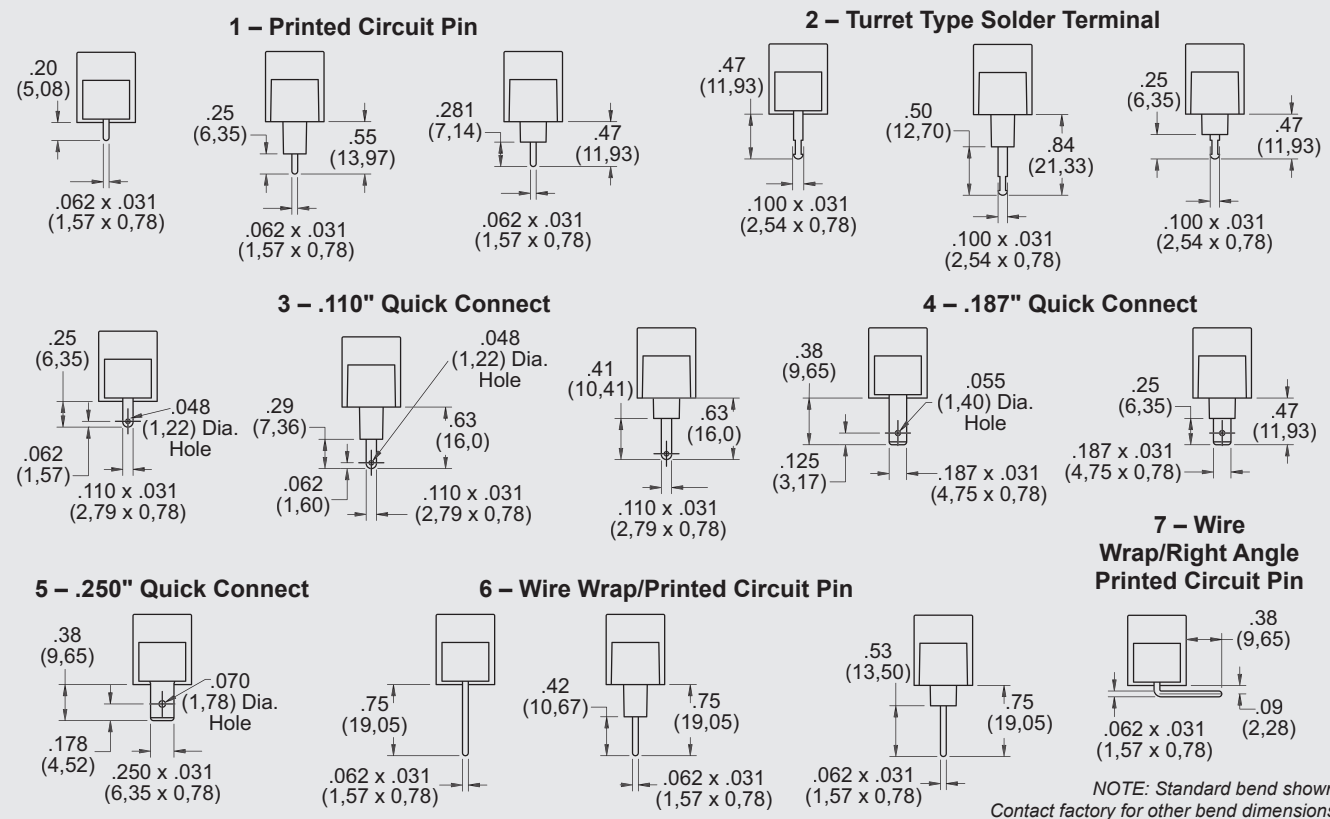 1 – Printed Circuit Pin
.20
(5,08)
.062 x .031
(1,57 x 0,78)
.25
(6,35)
.55
(13,97)
.062 x .031
(1,57 x 0,78)
.281
(7,14)
.47
(11,93)
.062 x .031
(1,57 x 0,78)
2 – Turret Type Solder Terminal
.47
(11,93)
.100 x .031
(2,54 x 0,78)
.50
(12,70)
.84
(21,33)
.100 x .031
(2,54 x 0,78)
.25
(6,35)
.47
(11,93)
.100 x .031
(2,54 x 0,78)
3 – .110" Quick Connect
.25
(6,35)
.048
(1,22) Dia.
Hole
.062
(1,57)
.110 x .031
(2,79 x 0,78)
.048
(1,22) Dia.
Hole
.29
(7,36)
.63
(16,0)
.062
(1,60)
.110 x .031
(2,79 x 0,78)
.41
(10,41)
.63
(16,0)
.110 x .031
(2,79 x 0,78)
4 – .187" Quick Connect
.38
(9,65)
.055
(1,40) Dia.
Hole
.125
(3,17)
.187 x .031
(4,75 x 0,78)
.25
(6,35)
.47
(11,93)
.187 x .031
(4,75 x 0,78)
5 – .250" Quick Connect
.38
(9,65)
.070
(1,78) Dia.
Hole
.178
(4,52)
.250 x .031
(6,35 x 0,78)
6 – Wire Wrap/Printed Circuit Pin
.75
(19,05)
.062 x .031
(1,57 x 0,78)
.42
(10,67)
.75
(19,05)
.062 x .031
(1,57 x 0,78)
.53
(13,50)
.75
(19,05)
.062 x .031
(1,57 x 0,78)
7 – Wire
Wrap/Right Angle
Printed Circuit Pin
.38
(9,65)
.09
(2,28)
.062 x .031
(1,57 x 0,78)
NOTE: Standard bend shown
Contact factory for other bend dimensions